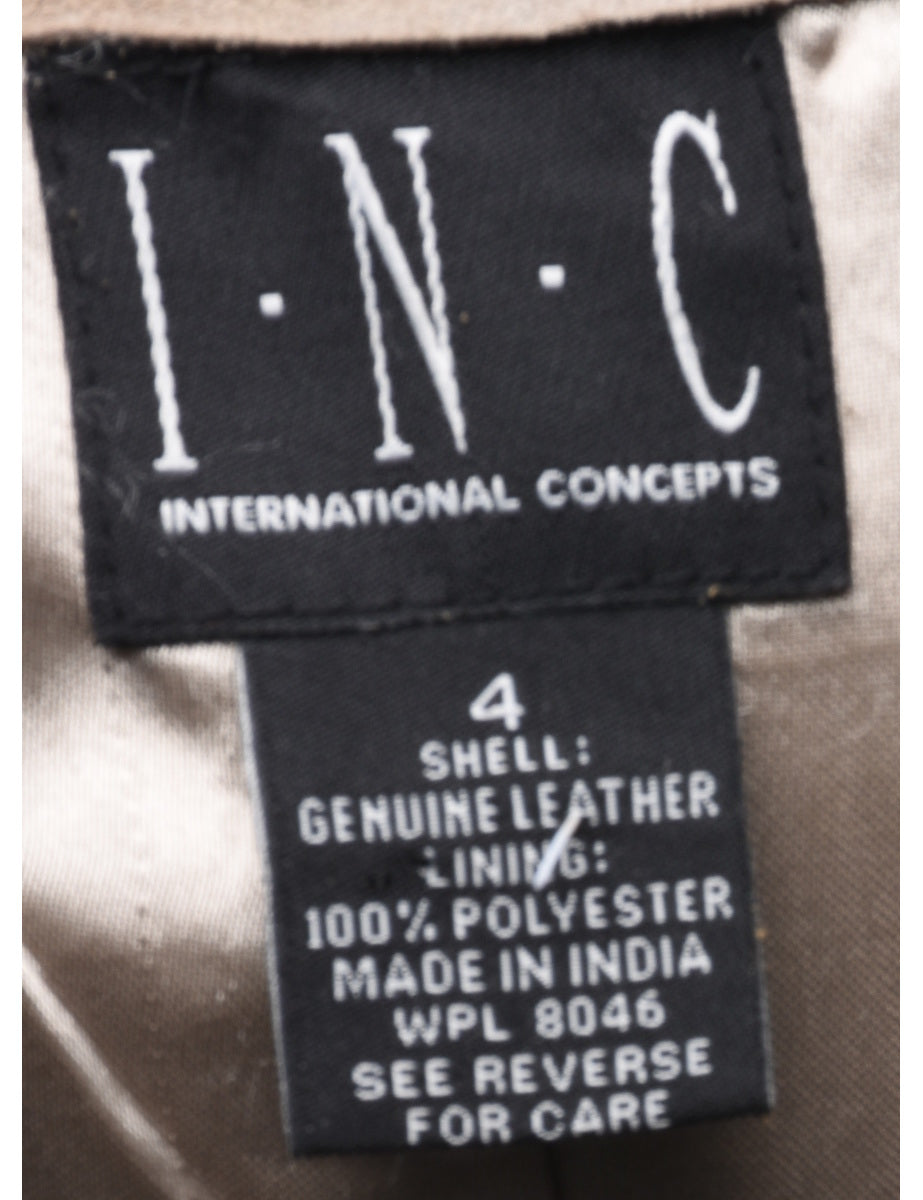 I·N·C
INTERNATIONAL CONCEPTS
4
SHELL:
GENUINE LEATHER
LINING:
100% POLYESTER
MADE IN INDIA
WPL 8046
SEE REVERSE
FOR CARE